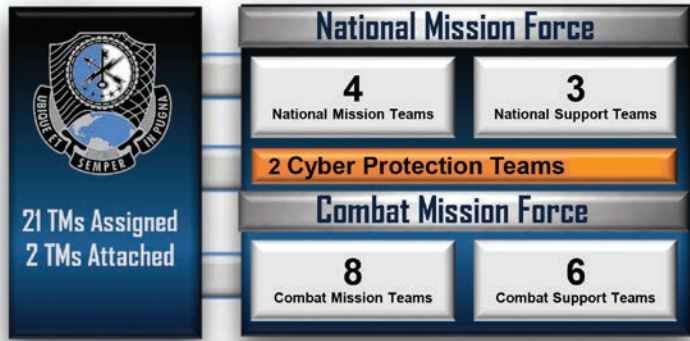 UBIQUE ET
SEMPER
IN PUGNA
21 TMs Assigned
2 TMs Attached
National Mission Force
4
National Mission Teams
3
National Support Teams
2 Cyber Protection Teams
Combat Mission Force
8
Combat Mission Teams
6
Combat Support Teams